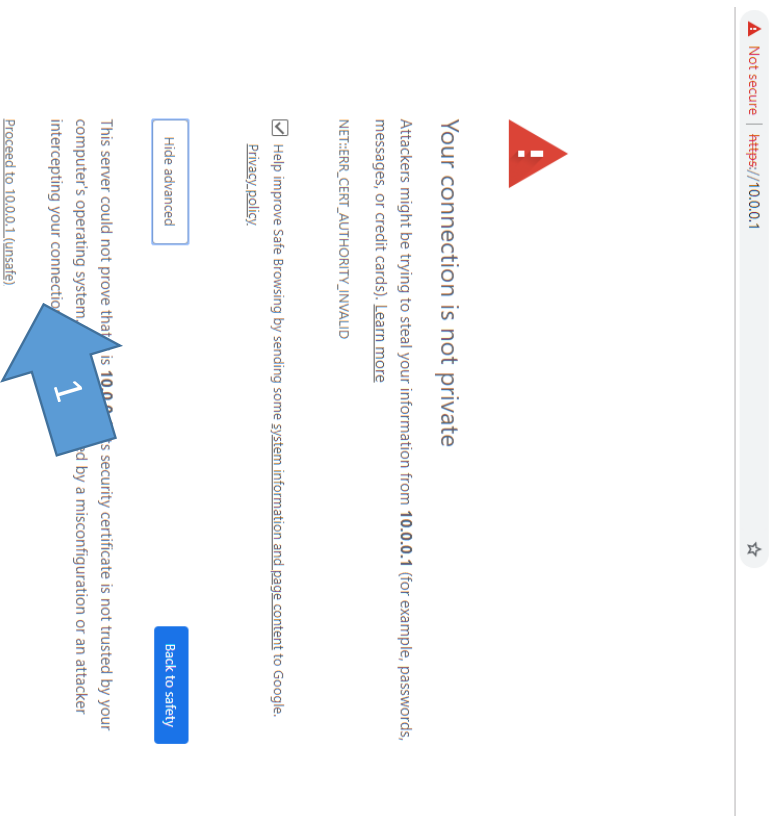 Not secure | https://10.0.0.1
Your connection is not private
Attackers might be trying to steal your information from 10.0.0.1 (for example, passwords,
messages, or credit cards). Learn more
NET::ERR_CERT_AUTHORITY_INVALID
Help improve Safe Browsing by sending some system information and page content to Google.
Privacy policy
Hide advanced
Back to safety
This server could not prove that is security certificate is not trusted by your
computer's operating system by a misconfiguration or an attacker
intercepting your
Proceed to 10.0.0.1 (unsafe)
1